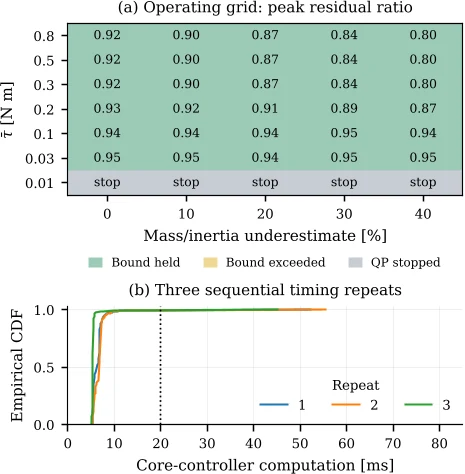 (a) Operating grid: peak residual ratio
0.8 0.92 0.90 0.87 0.84 0.80
0.5 0.92 0.90 0.87 0.84 0.80
0.3 0.92 0.90 0.87 0.84 0.80
0.2 0.93 0.92 0.91 0.89 0.87
0.1 0.94 0.94 0.94 0.95 0.94
0.03 0.95 0.95 0.94 0.95 0.95
0.01 stop stop stop stop stop
τ̄ [N m]
0 10 20 30 40
Mass/inertia underestimate [%]
Bound held Bound exceeded QP stopped
(b) Three sequential timing repeats
1.0
0.5
0.0
Empirical CDF
Repeat
1 2 3
0 10 20 30 40 50 60 70 80
Core-controller computation [ms]